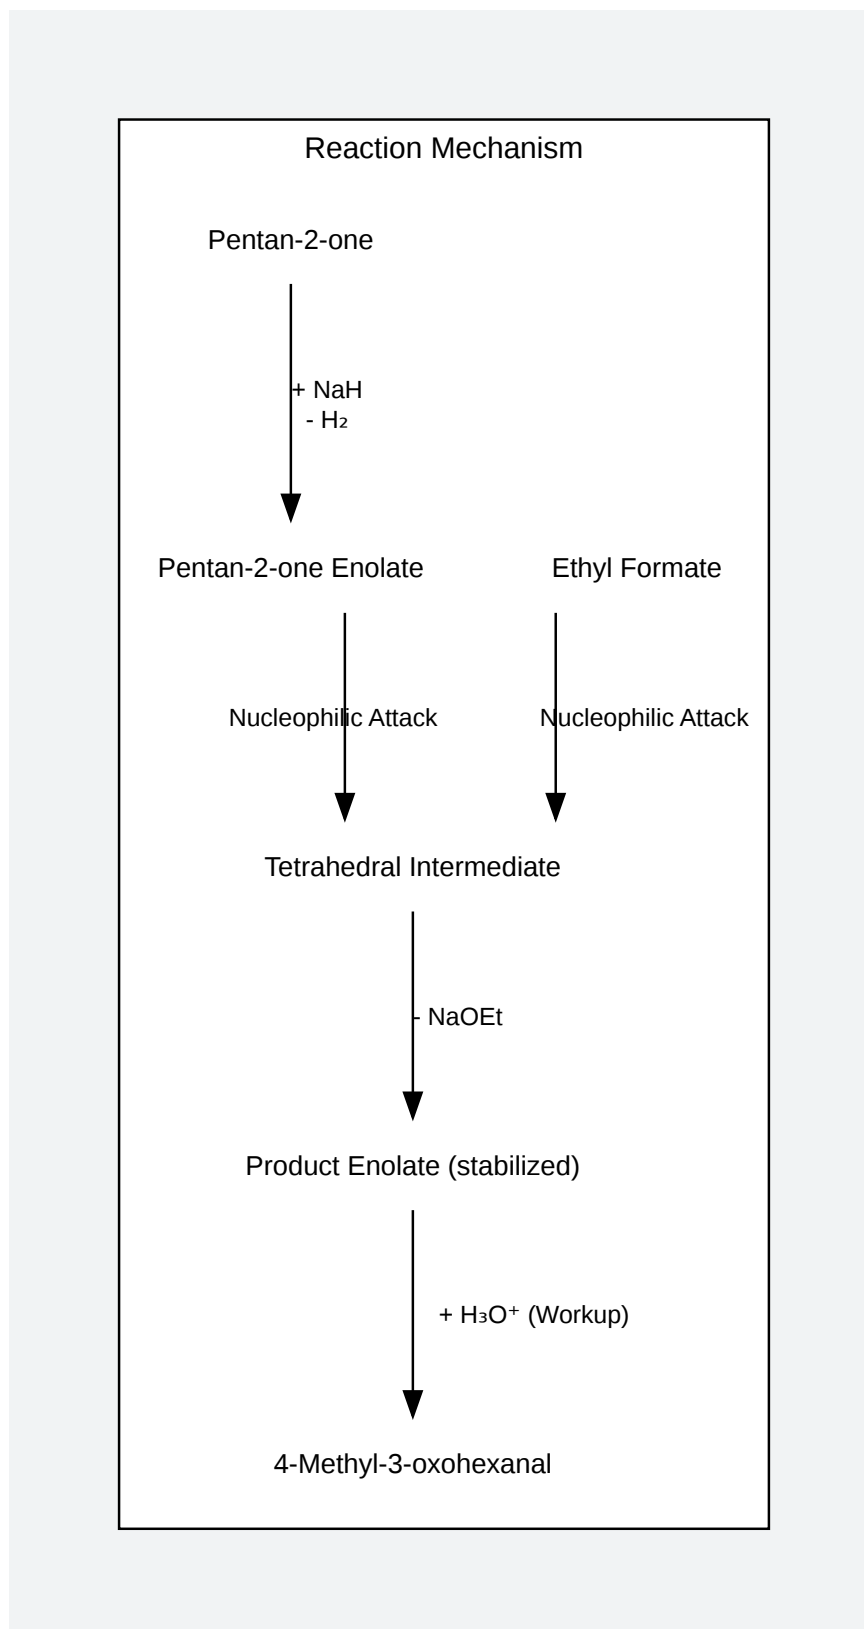 Reaction Mechanism
Pentan-2-one
+ NaH
- H₂
Pentan-2-one Enolate
Ethyl Formate
Nucleophilic Attack
Nucleophilic Attack
Tetrahedral Intermediate
- NaOEt
Product Enolate (stabilized)
+ H₃O⁺ (Workup)
4-Methyl-3-oxohexanal